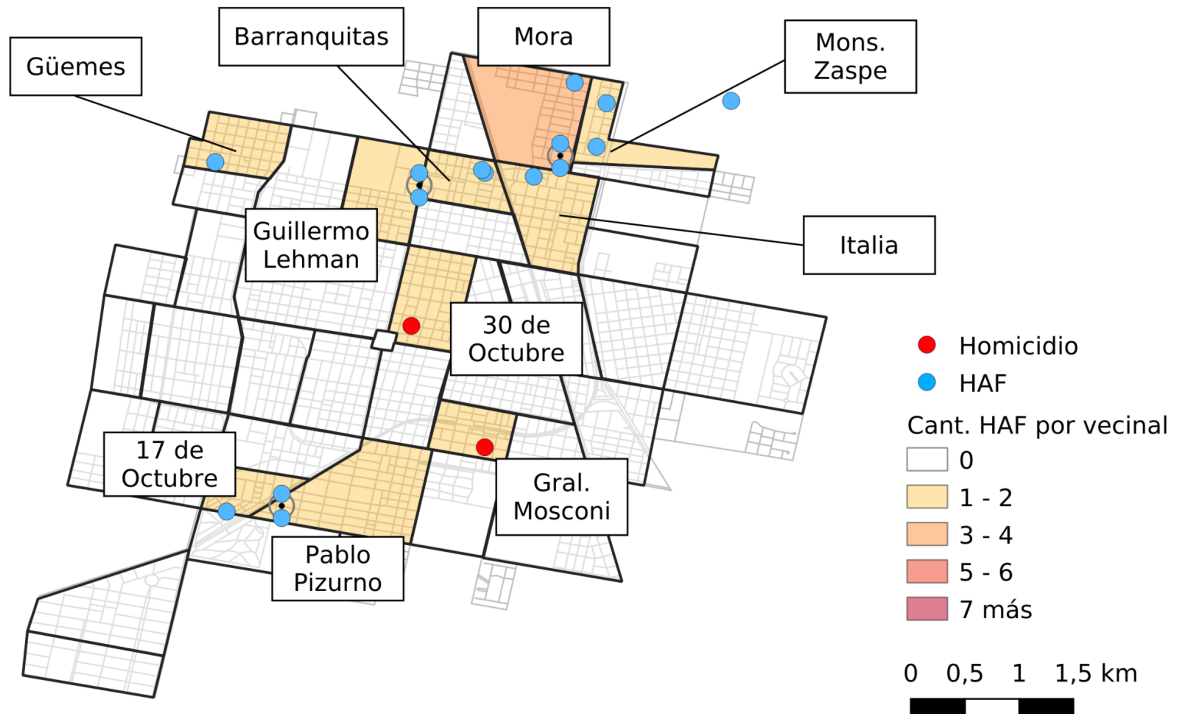 Güemes
Barranquitas
Mora
Mons.
Zaspe
Guillermo
Lehman
Italia
30 de
Octubre
17 de
Octubre
Gral.
Mosconi
Pablo
Pizurno
Homicidio
HAF
Cant. HAF por vecinal
0
1 - 2
3 - 4
5 - 6
7 más
0 0,5 1 1,5 km